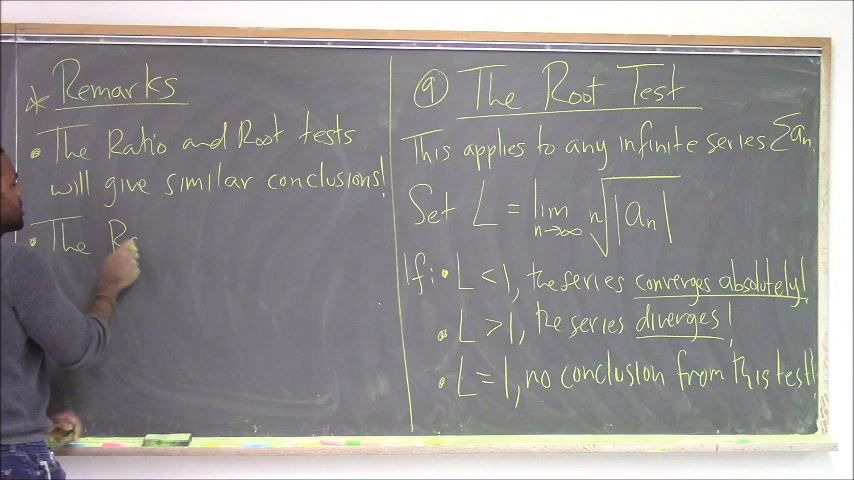 * Remarks
• The Ratio and Root tests
will give similar conclusions!
• The Ra
⑨ The Root Test
This applies to any infinite series Σaₙ.
Set L = lim n→∞ ⁿ√|aₙ|
If: • L < 1, the series converges absolutely!
• L > 1, the series diverges!
• L = 1, no conclusion from this test!